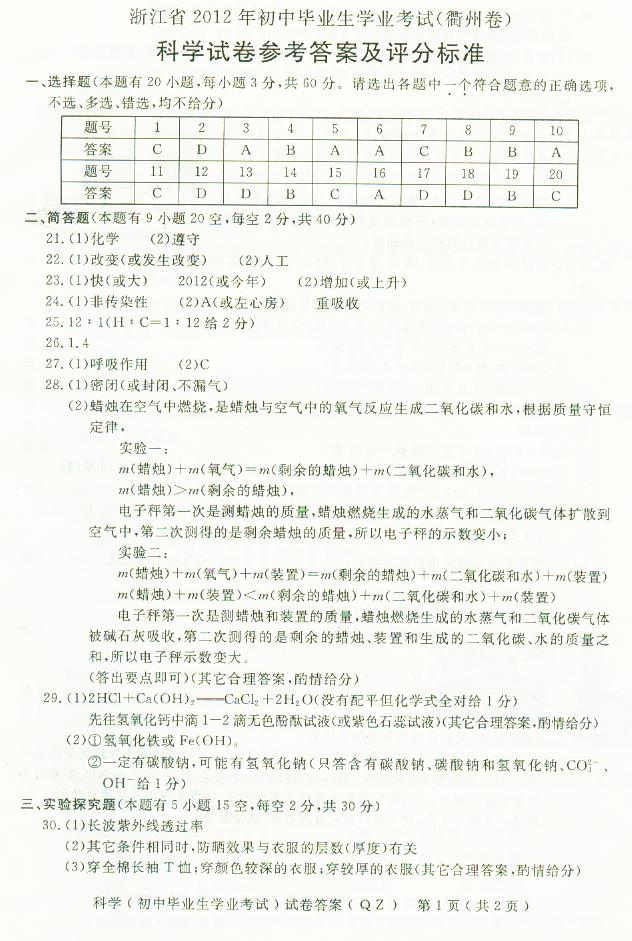 浙江省2012年初中毕业生学业考试(衢州卷)
科学试卷参考答案及评分标准
一、选择题(本题有20小题,每小题3分,共60分。请选出各题中一个符合题意的正确选项,
不选、多选、错选,均不给分)
题号 1 2 3 4 5 6 7 8 9 10
答案 C D A B A A C B B A
题号 11 12 13 14 15 16 17 18 19 20
答案 C D D B C A D D B C
二、简答题(本题有9小题20空,每空2分,共40分)
21.(1)化学 (2)遵守
22.(1)改变(或发生改变) (2)人工
23.(1)快(或大) 2012(或今年) (2)增加(或上升)
24.(1)非传染性 (2)A(或左心房) 重吸收
25.12∶1(H∶C=1∶12给2分)
26.1.4
27.(1)呼吸作用 (2)C
28.(1)密闭(或封闭、不漏气)
(2)蜡烛在空气中燃烧,是蜡烛与空气中的氧气反应生成二氧化碳和水,根据质量守恒
定律,
实验一:
m(蜡烛)+m(氧气)=m(剩余的蜡烛)+m(二氧化碳和水),
m(蜡烛)>m(剩余的蜡烛),
电子秤第一次是测蜡烛的质量,蜡烛燃烧生成的水蒸气和二氧化碳气体扩散到
空气中,第二次测得的是剩余蜡烛的质量,所以电子秤的示数变小;
实验二:
m(蜡烛)+m(氧气)+m(装置)=m(剩余的蜡烛)+m(二氧化碳和水)+m(装置)
m(蜡烛)+m(装置)<m(剩余的蜡烛)+m(二氧化碳和水)+m(装置)
电子秤第一次是测蜡烛和装置的质量,蜡烛燃烧生成的水蒸气和二氧化碳气体
被碱石灰吸收,第二次测得的是剩余的蜡烛、装置和生成的二氧化碳、水的质量之
和,所以电子秤示数变大。
(答出要点即可)(其它合理答案,酌情给分)
29.(1)2HCl+Ca(OH)₂══CaCl₂+2H₂O(没有配平但化学式全对给1分)
先往氢氧化钙中滴1-2滴无色酚酞试液(或紫色石蕊试液)(其它合理答案,酌情给分)
(2)①氢氧化铁或Fe(OH)₃
②一定有碳酸钠,可能有氢氧化钠(只答含有碳酸钠、碳酸钠和氢氧化钠、CO₃²⁻、
OH⁻给1分)
三、实验探究题(本题有5小题15空,每空2分,共30分)
30.(1)长波紫外线透过率
(2)其它条件相同时,防晒效果与衣服的层数(厚度)有关
(3)穿全棉长袖T恤;穿颜色较深的衣服;穿较厚的衣服(其它合理答案,酌情给分)
科学(初中毕业生学业考试)试卷答案(QZ) 第1页(共2页)